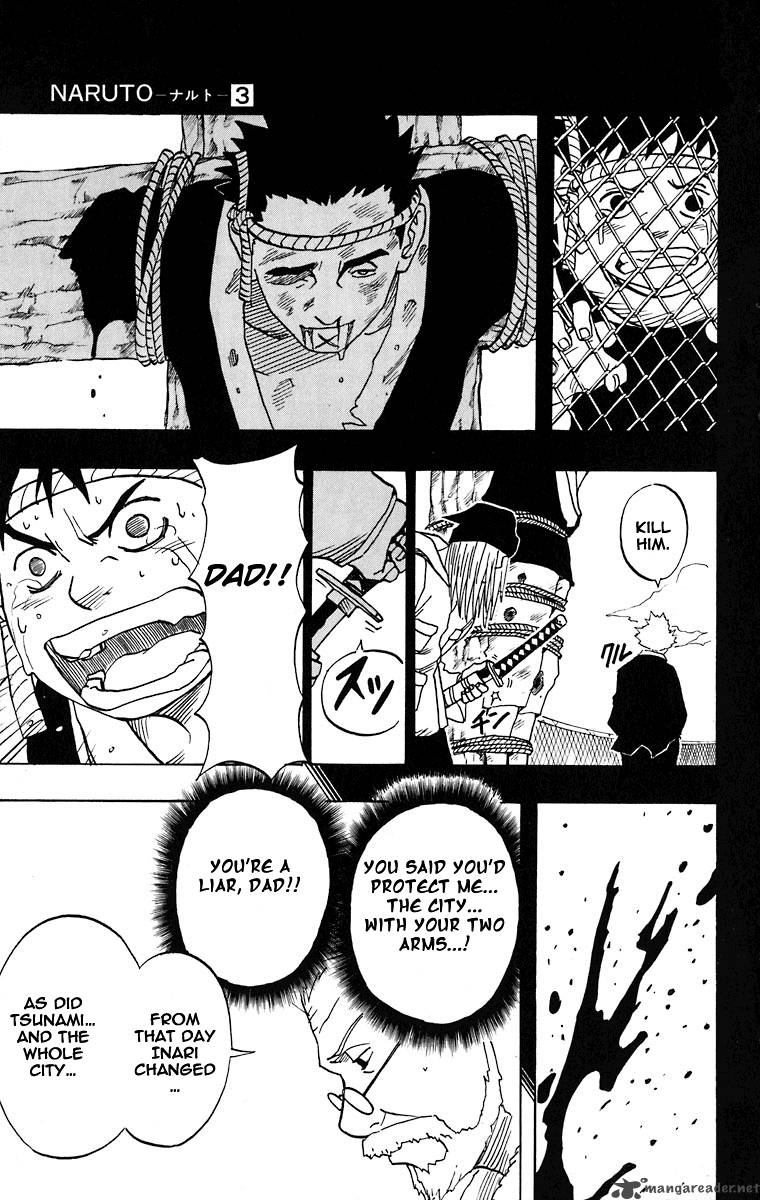 NARUTO—ナルト—3
KILL
HIM.
クルッ
チン
スッ
DAD!!
YOU SAID YOU'D
PROTECT ME...
THE CITY...
WITH YOUR TWO
ARMS...!
YOU'RE A
LIAR, DAD!!
FROM
THAT DAY
INARI
CHANGED
...
AS DID
TSUNAMI...
AND THE
WHOLE
CITY...
mangareader.net